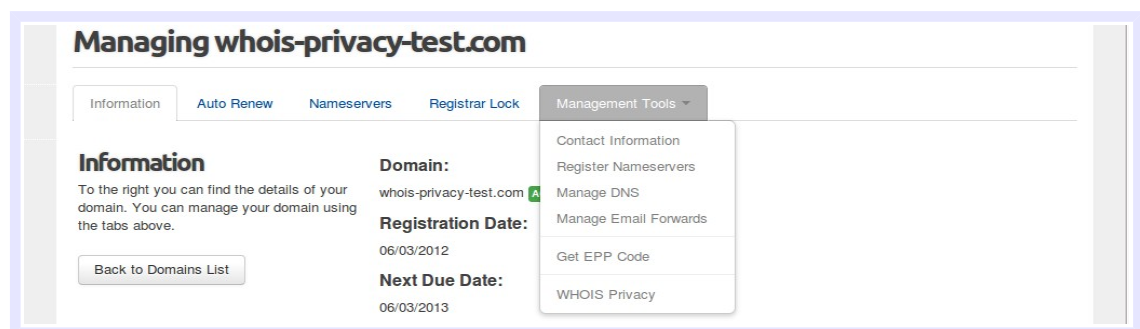 Managing whois-privacy-test.com
Information
Auto Renew
Nameservers
Registrar Lock
Management Tools
Contact Information
Register Nameservers
Manage DNS
Manage Email Forwards
Get EPP Code
WHOIS Privacy
Information
To the right you can find the details of your
domain. You can manage your domain using
the tabs above.
Back to Domains List
Domain:
whois-privacy-test.com
Registration Date:
06/03/2012
Next Due Date:
06/03/2013